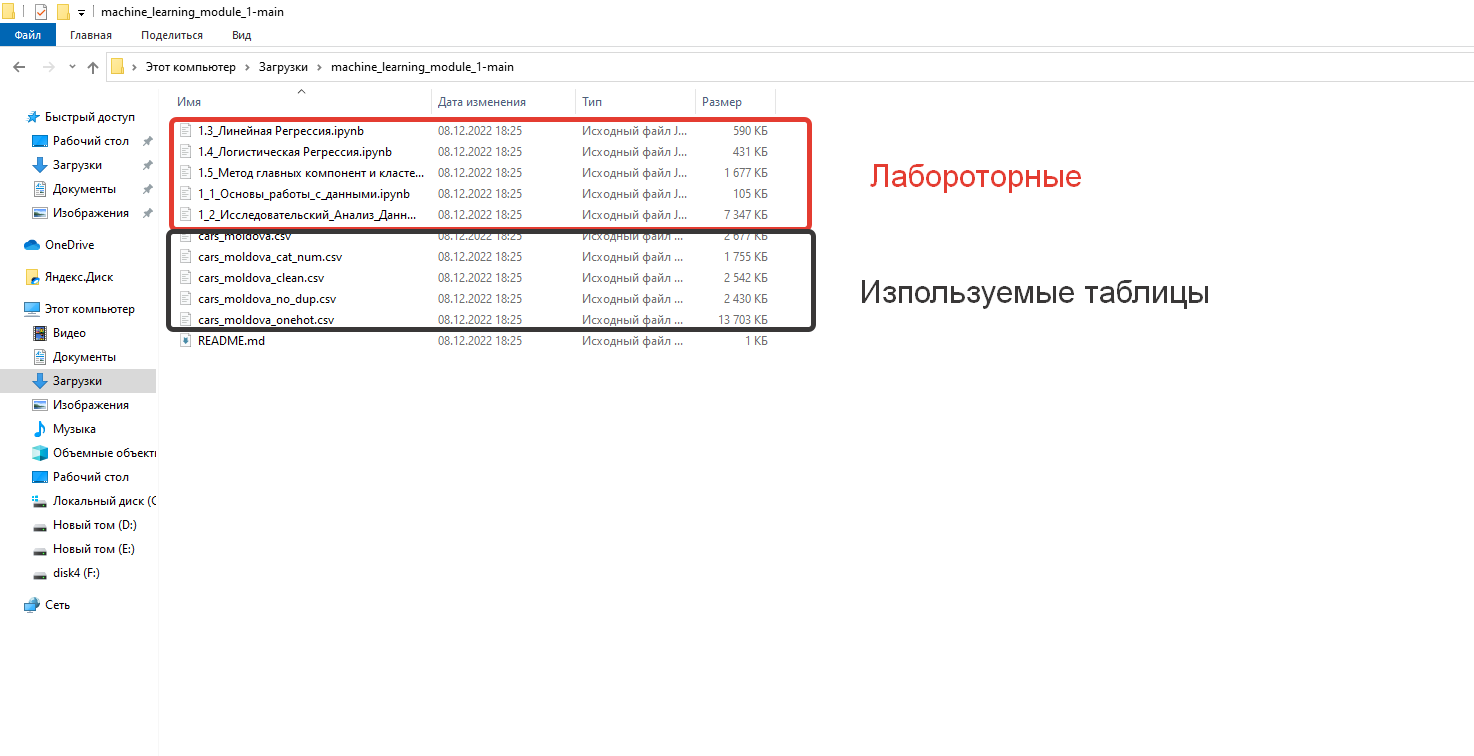 machine_learning_module_1-main
Файл Главная Поделиться Вид
Этот компьютер Загрузки machine_learning_module_1-main
Имя Дата изменения Тип Размер
Быстрый доступ
Рабочий стол
Загрузки
Документы
Изображения
OneDrive
Яндекс.Диск
Этот компьютер
Видео
Документы
Загрузки
Изображения
Музыка
Объемные объекты
Рабочий стол
Локальный диск (C
Новый том (D:)
Новый том (E:)
disk4 (F:)
Сеть
1.3_Линейная Регрессия.ipynb 08.12.2022 18:25 Исходный файл J... 590 КБ
1.4_Логистическая Регрессия.ipynb 08.12.2022 18:25 Исходный файл J... 431 КБ
1.5_Метод главных компонент и класте... 08.12.2022 18:25 Исходный файл J... 1 677 КБ
1_1_Основы_работы_с_данными.ipynb 08.12.2022 18:25 Исходный файл J... 105 КБ
1_2_Исследовательский_Анализ_Данн... 08.12.2022 18:25 Исходный файл J... 7 347 КБ
cars_moldova.csv 08.12.2022 18:25 Исходный файл ... 2 677 КБ
cars_moldova_cat_num.csv 08.12.2022 18:25 Исходный файл ... 1 755 КБ
cars_moldova_clean.csv 08.12.2022 18:25 Исходный файл ... 2 542 КБ
cars_moldova_no_dup.csv 08.12.2022 18:25 Исходный файл ... 2 430 КБ
cars_moldova_onehot.csv 08.12.2022 18:25 Исходный файл ... 13 703 КБ
README.md 08.12.2022 18:25 Исходный файл ... 1 КБ
Лабороторные
Изпользуемые таблицы